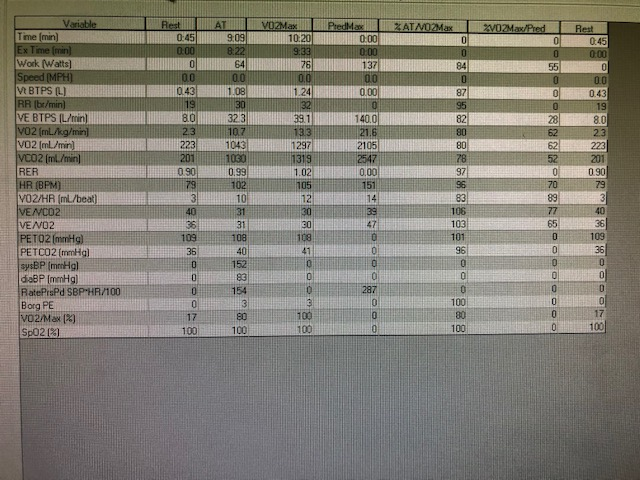 Variable Rest AT VO2Max PredMax %AT/VO2Max %VO2Max/Pred Rest
Time (min) 0:45 9:09 10:20 0:00 0 0 0:45
Ex Time (min) 0:00 8:22 9:33 0:00 0 0 0:00
Work (Watts) 0 64 76 137 84 55 0
Speed (MPH) 0.0 0.0 0.0 0.0 0 0 0.0
Vt BTPS (L) 0.43 1.08 1.24 0.00 87 0 0.43
RR (br/min) 19 30 32 0 95 0 19
VE BTPS (L/min) 8.0 32.3 39.1 140.0 82 28 8.0
VO2 (mL/kg/min) 2.3 10.7 13.3 21.6 80 62 2.3
VO2 (mL/min) 223 1043 1297 2105 80 62 223
VCO2 (mL/min) 201 1030 1319 2547 78 52 201
RER 0.90 0.99 1.02 0.00 97 0 0.90
HR (BPM) 79 102 105 151 96 70 79
VO2/HR (mL/beat) 3 10 12 14 83 89 3
VE/VCO2 40 31 30 39 106 77 40
VE/VO2 36 31 30 47 103 65 36
PETO2 (mmHg) 109 108 108 0 101 0 109
PETCO2 (mmHg) 36 40 41 0 96 0 36
sysBP (mmHg) 0 152 0 0 0 0 0
diaBP (mmHg) 0 83 0 0 0 0 0
RatePrsPd SBP*HR/100 0 154 0 287 0 0 0
Borg PE 0 3 3 0 100 0 0
VO2/Max (%) 17 80 100 0 80 0 17
SpO2 (%) 100 100 100 0 100 0 100